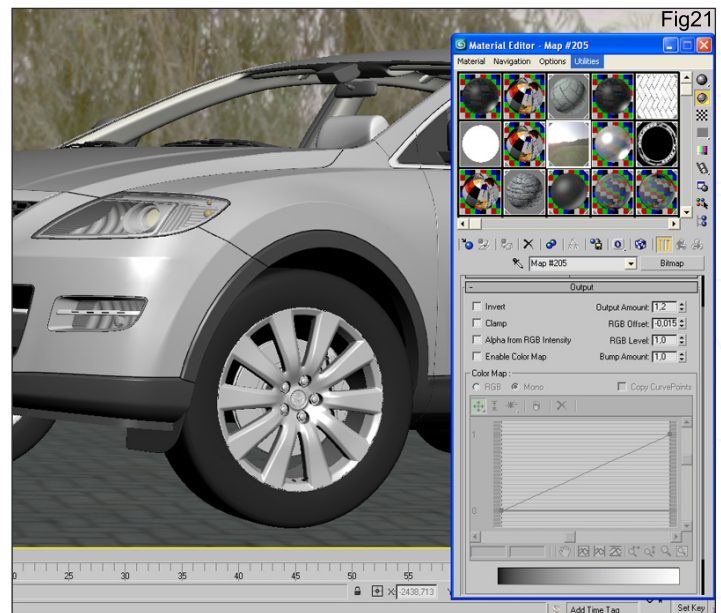 Fig21
Material Editor - Map #205
Material Navigation Options Utilities
Map #205
Bitmap
- Output
Invert
Output Amount: 1,2
Clamp
RGB Offset: -0,015
Alpha from RGB Intensity
RGB Level: 1,0
Enable Color Map
Bump Amount: 1,0
Color Map:
RGB Mono
Copy CurvePoints
1
0
0 25 30 35 40 45 50 55
X: -2438,713
Add Time Tag
Set Key